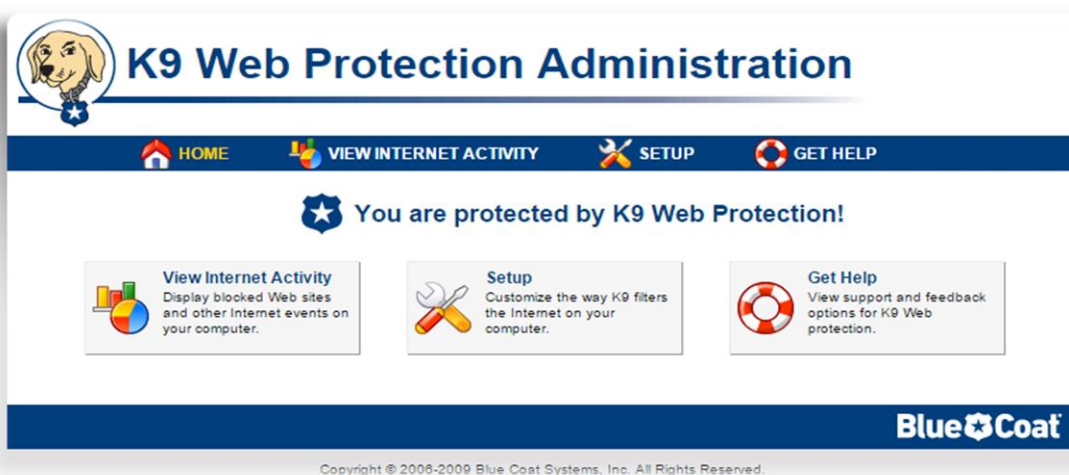 K9 Web Protection Administration
HOME VIEW INTERNET ACTIVITY SETUP GET HELP
You are protected by K9 Web Protection!
View Internet Activity
Display blocked Web sites
and other Internet events on
your computer.
Setup
Customize the way K9 filters
the Internet on your
computer.
Get Help
View support and feedback
options for K9 Web
protection.
Blue Coat
Copyright © 2006-2009 Blue Coat Systems, Inc. All Rights Reserved.